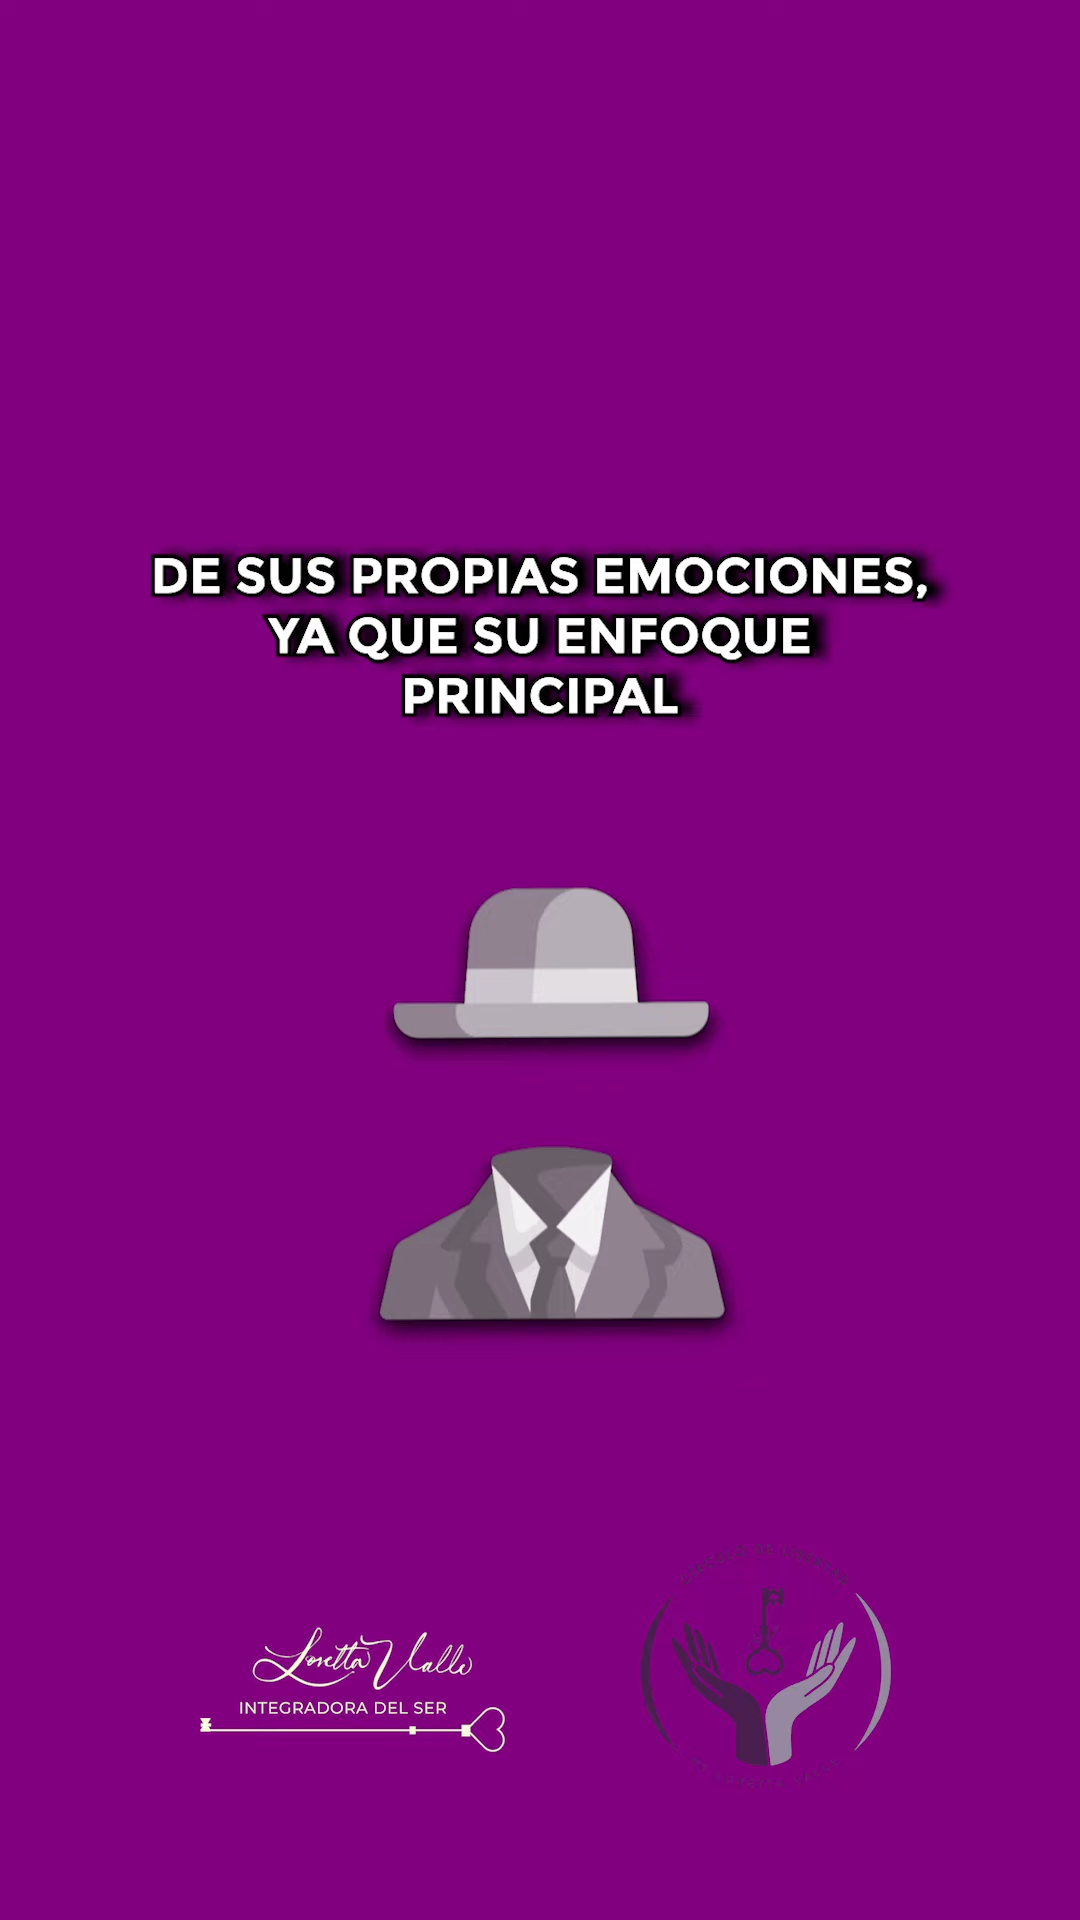 DE SUS PROPIAS EMOCIONES,
YA QUE SU ENFOQUE
PRINCIPAL
Loretta Valle
INTEGRADORA DEL SER